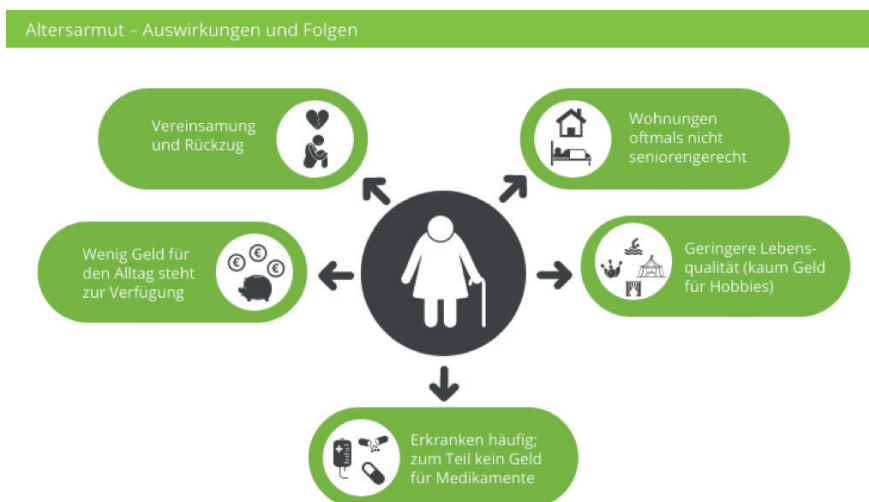 Altersarmut – Auswirkungen und Folgen
Vereinsamung
und Rückzug
Wohnungen
oftmals nicht
seniorengerecht
Wenig Geld für
den Alltag steht
zur Verfügung
€ € €
Geringere Lebens-
qualität (kaum Geld
für Hobbies)
Erkranken häufig;
zum Teil kein Geld
für Medikamente